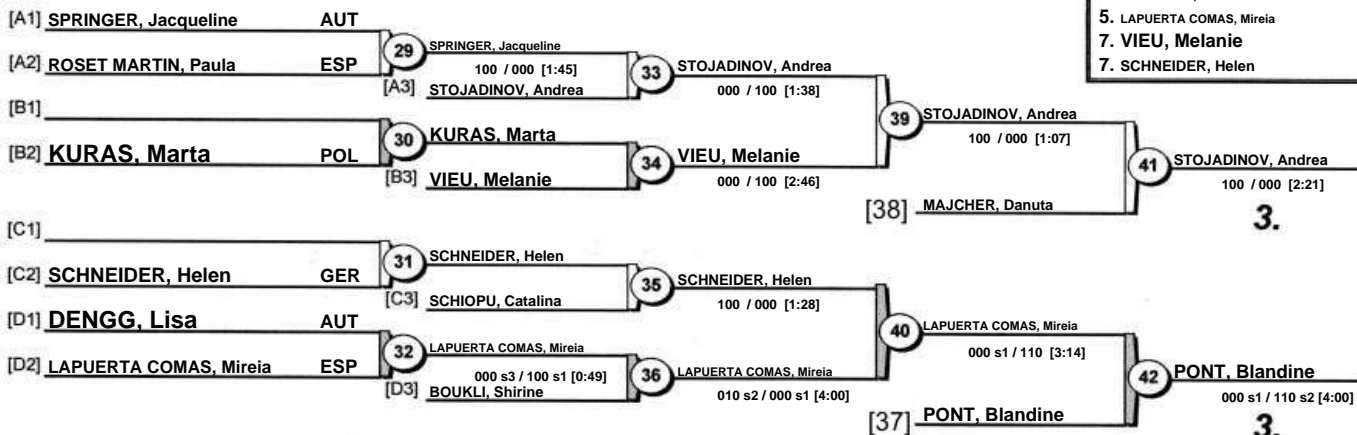 5. LAPUERTA COMAS, Mireia
7. VIEU, Melanie
7. SCHNEIDER, Helen
[A1] SPRINGER, Jacqueline AUT
[A2] ROSET MARTIN, Paula ESP
29 SPRINGER, Jacqueline
100 / 000 [1:45]
[A3] STOJADINOV, Andrea
33 STOJADINOV, Andrea
000 / 100 [1:38]
[B1]
[B2] KURAS, Marta POL
30 KURAS, Marta
[B3] VIEU, Melanie
34 VIEU, Melanie
000 / 100 [2:46]
39 STOJADINOV, Andrea
100 / 000 [1:07]
[38] MAJCHER, Danuta
41 STOJADINOV, Andrea
100 / 000 [2:21]
3.
[C1]
[C2] SCHNEIDER, Helen GER
31 SCHNEIDER, Helen
[C3] SCHIOPU, Catalina
35 SCHNEIDER, Helen
100 / 000 [1:28]
[D1] DENGG, Lisa AUT
[D2] LAPUERTA COMAS, Mireia ESP
32 LAPUERTA COMAS, Mireia
000 s3 / 100 s1 [0:49]
[D3] BOUKLI, Shirine
36 LAPUERTA COMAS, Mireia
010 s2 / 000 s1 [4:00]
40 LAPUERTA COMAS, Mireia
000 s1 / 110 [3:14]
[37] PONT, Blandine
42 PONT, Blandine
000 s1 / 110 s2 [4:00]
3.